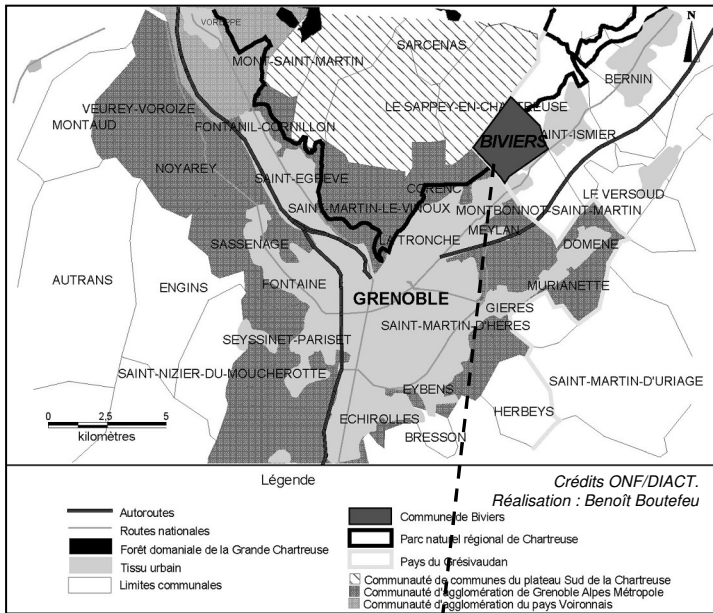 VOREPPE
N
SARCENAS
MONT-SAINT-MARTIN
BERNIN
VEUREY-VOROIZE
LE SAPPEY-EN-CHARTREUSE
MONTAUD
FONTANIL-CORNILLON
BIVIERS
AINT-ISMIER
NOYAREY
SAINT-EGREVE
CORENC
LE VERSOUD
SAINT-MARTIN-LE-VINOUX
MONTBONNOT-SAINT-MARTIN
MEYLAN
SASSENAGE
LA TRONCHE
DOMENE
AUTRANS
ENGINS
FONTAINE
MURIANETTE
GRENOBLE
GIERES
SAINT-MARTIN-D'HERES
SEYSSINET-PARISET
SAINT-NIZIER-DU-MOUCHEROTTE
SAINT-MARTIN-D'URIAGE
EYBENS
HERBEYS
ECHIROLLES
BRESSON
0 2,5 5
kilomètres
Légende
Crédits ONF/DIACT.
Réalisation : Benoît Boutefeu
Autoroutes
Routes nationales
Forêt domaniale de la Grande Chartreuse
Tissu urbain
Limites communales
Commune de Biviers
Parc naturel régional de Chartreuse
Pays du Grésivaudan
Communauté de communes du plateau Sud de la Chartreuse
Communauté d'agglomération de Grenoble Alpes Métropole
Communauté d'agglomération du pays Voironnais